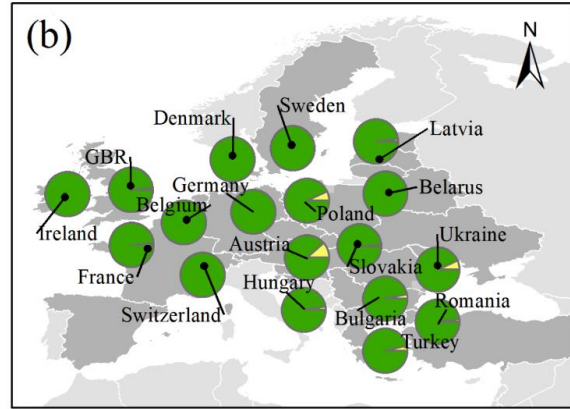 (b)
N
Sweden
Denmark
Latvia
GBR
Germany
Belarus
Belgium
Poland
Ireland
Austria
Ukraine
Slovakia
France
Hungary
Romania
Switzerland
Bulgaria
Turkey